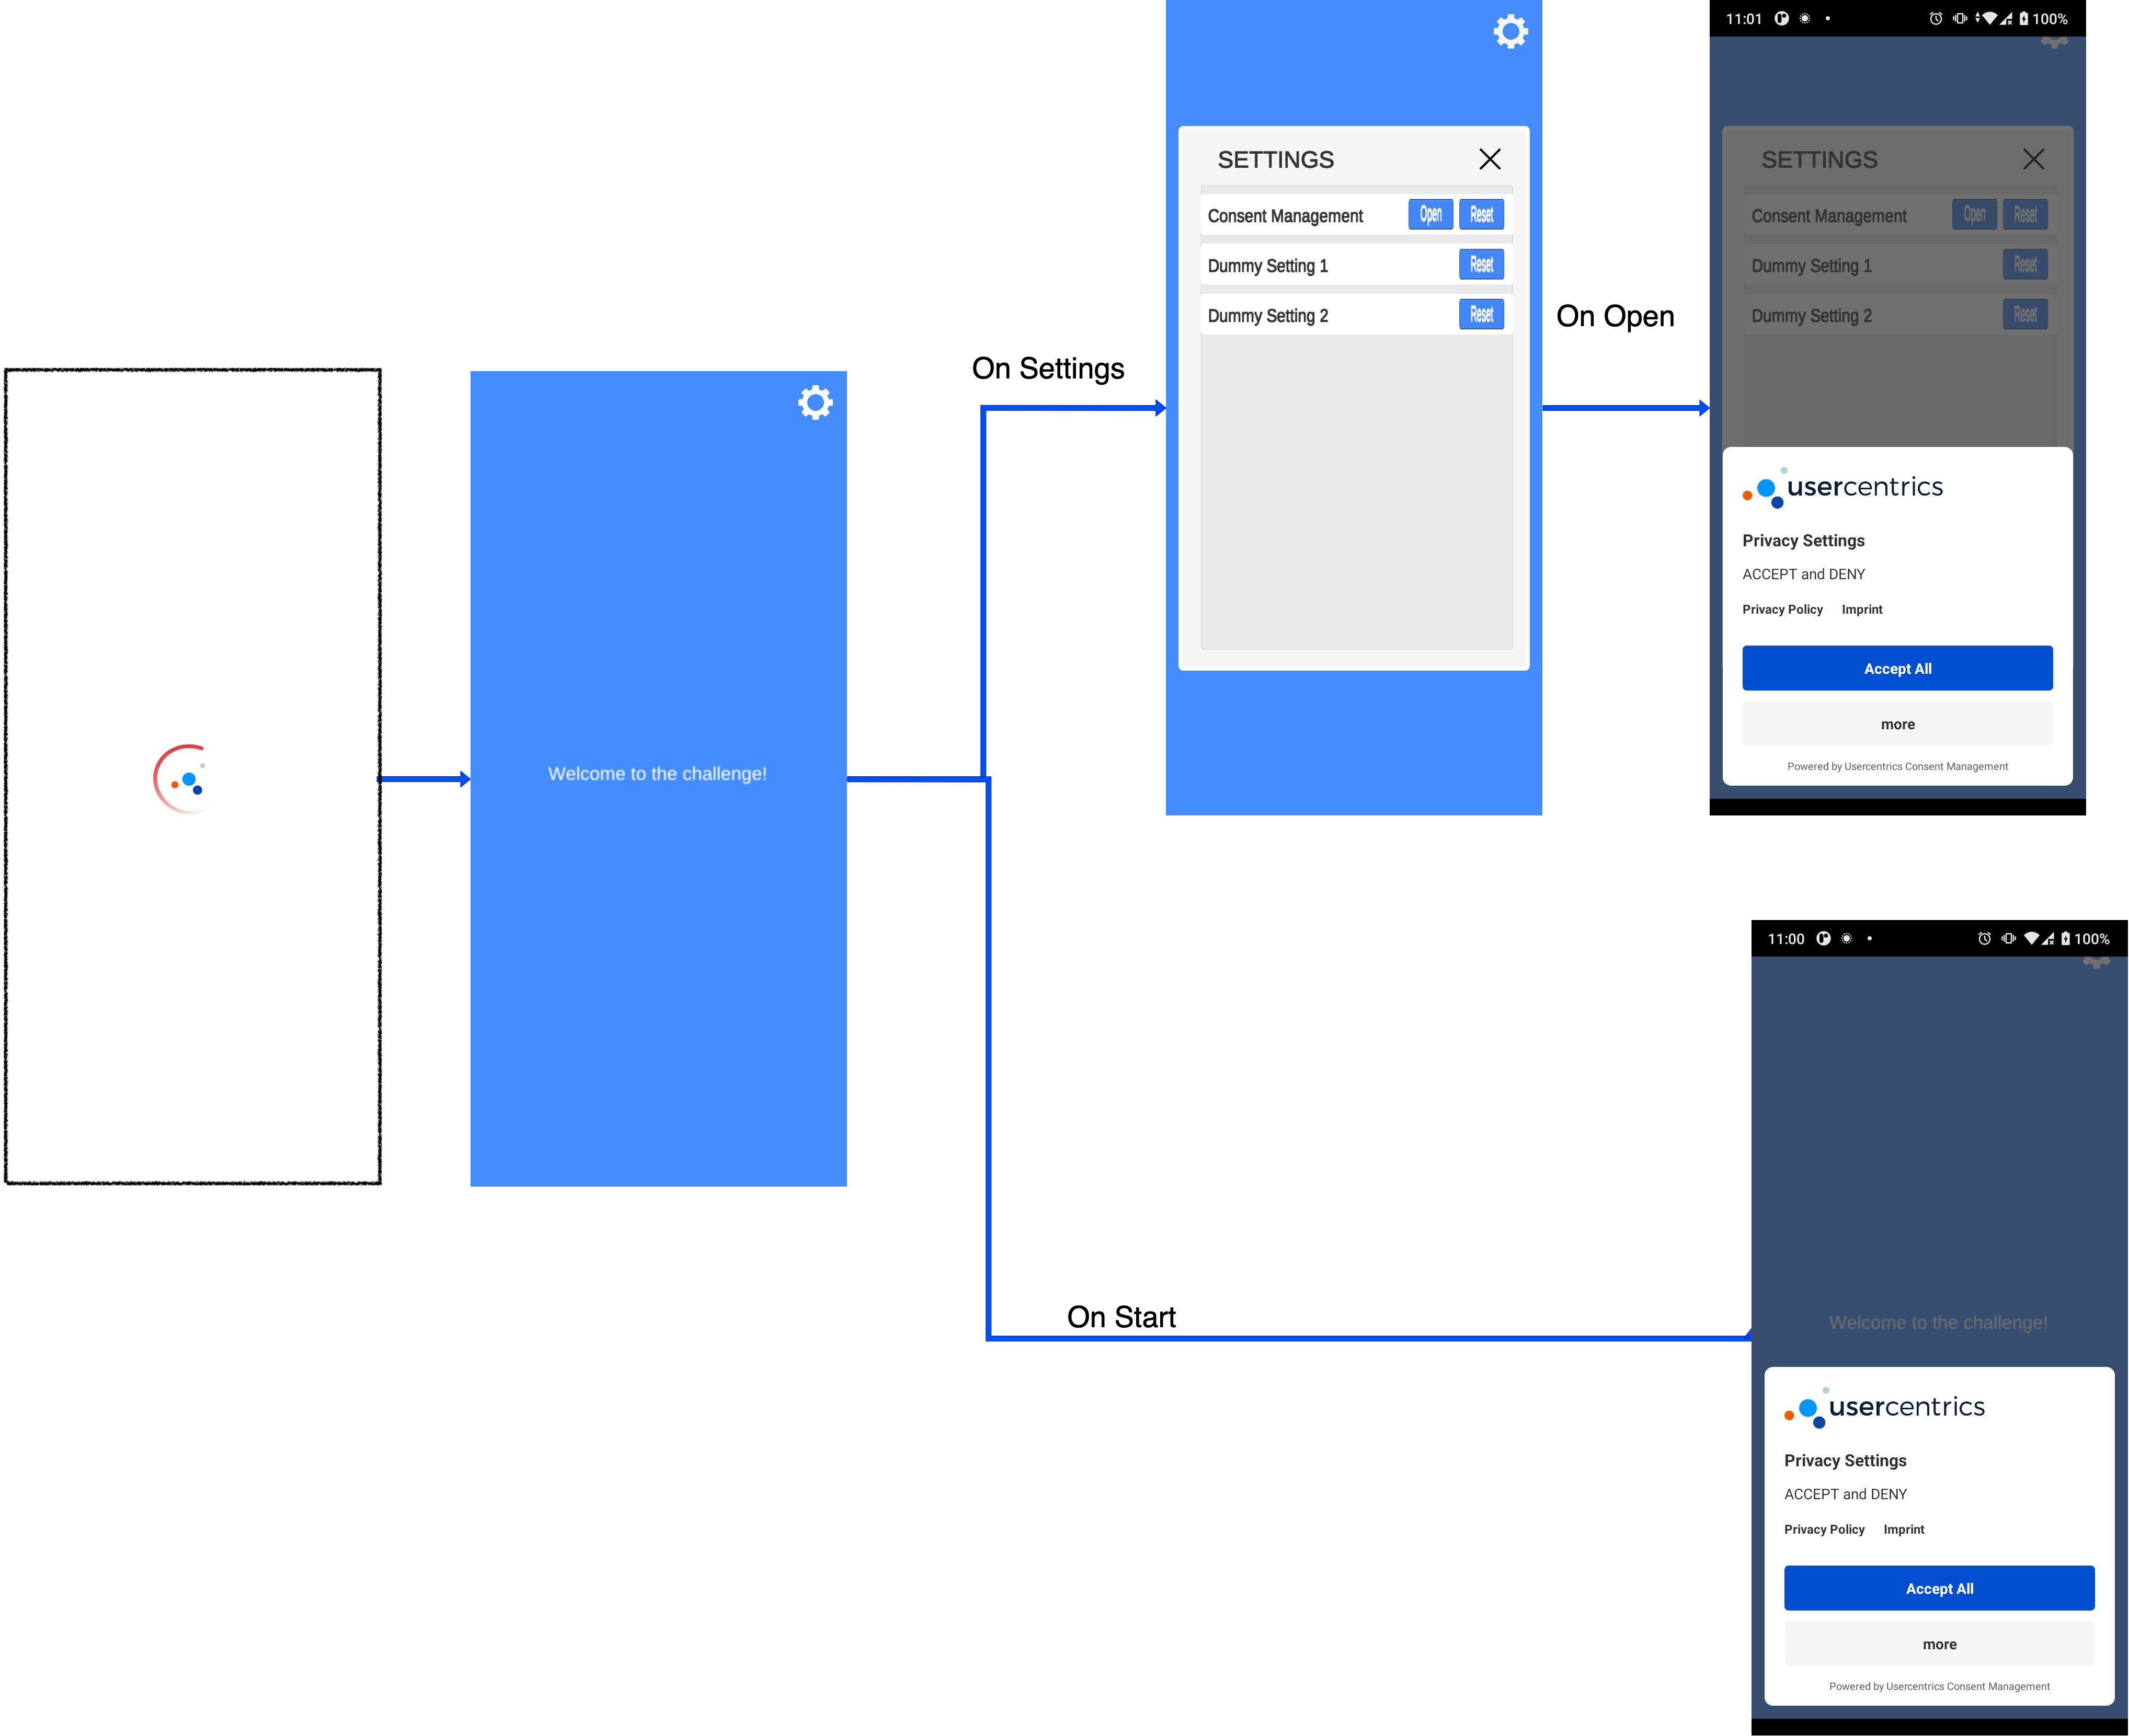 Welcome to the challenge!
On Settings
SETTINGS
Consent Management Open Reset
Dummy Setting 1 Reset
Dummy Setting 2 Reset
On Open
11:01 100%
SETTINGS
Consent Management Open Reset
Dummy Setting 1 Reset
Dummy Setting 2 Reset
usercentrics
Privacy Settings
ACCEPT and DENY
Privacy Policy Imprint
Accept All
more
Powered by Usercentrics Consent Management
On Start
11:00 100%
Welcome to the challenge!
usercentrics
Privacy Settings
ACCEPT and DENY
Privacy Policy Imprint
Accept All
more
Powered by Usercentrics Consent Management